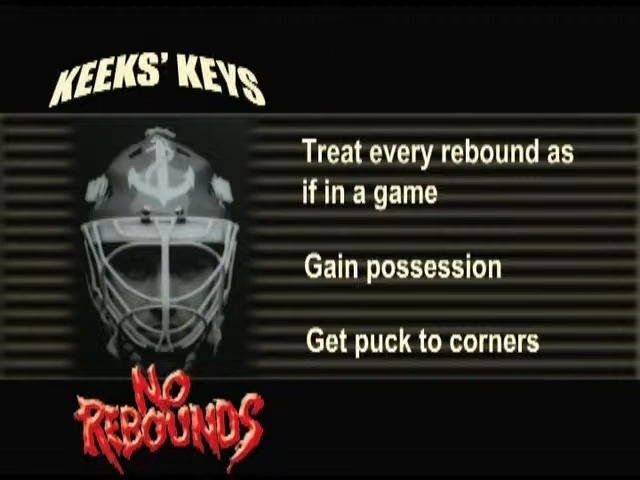 KEEKS' KEYS
Treat every rebound as
if in a game
Gain possession
Get puck to corners
NO
REBOUNDS